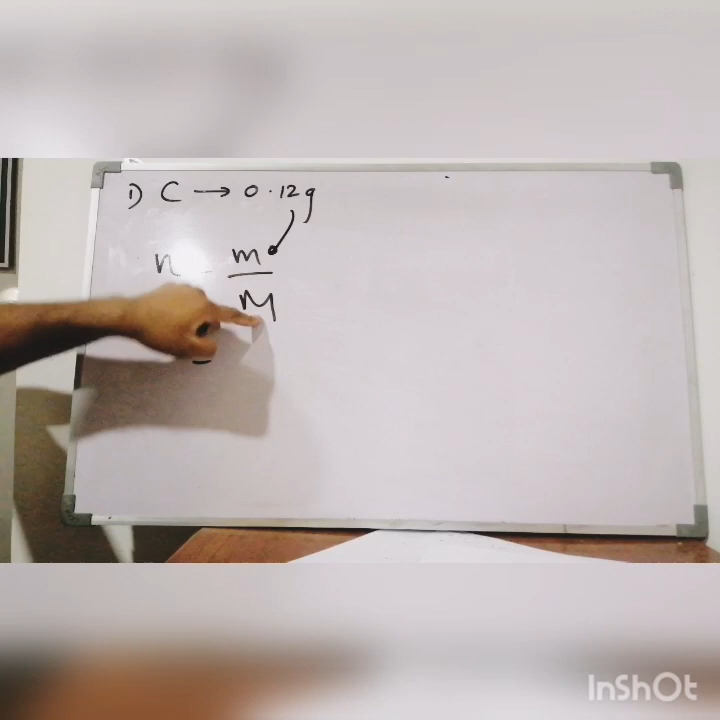 1) C → 0.12g
n = m/M
=
InShOt